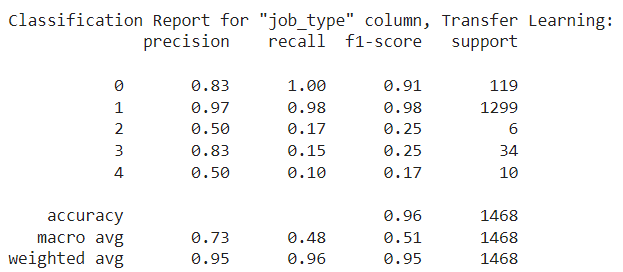 Classification Report for "job_type" column, Transfer Learning:
precision recall f1-score support
0 0.83 1.00 0.91 119
1 0.97 0.98 0.98 1299
2 0.50 0.17 0.25 6
3 0.83 0.15 0.25 34
4 0.50 0.10 0.17 10
accuracy 0.96 1468
macro avg 0.73 0.48 0.51 1468
weighted avg 0.95 0.96 0.95 1468